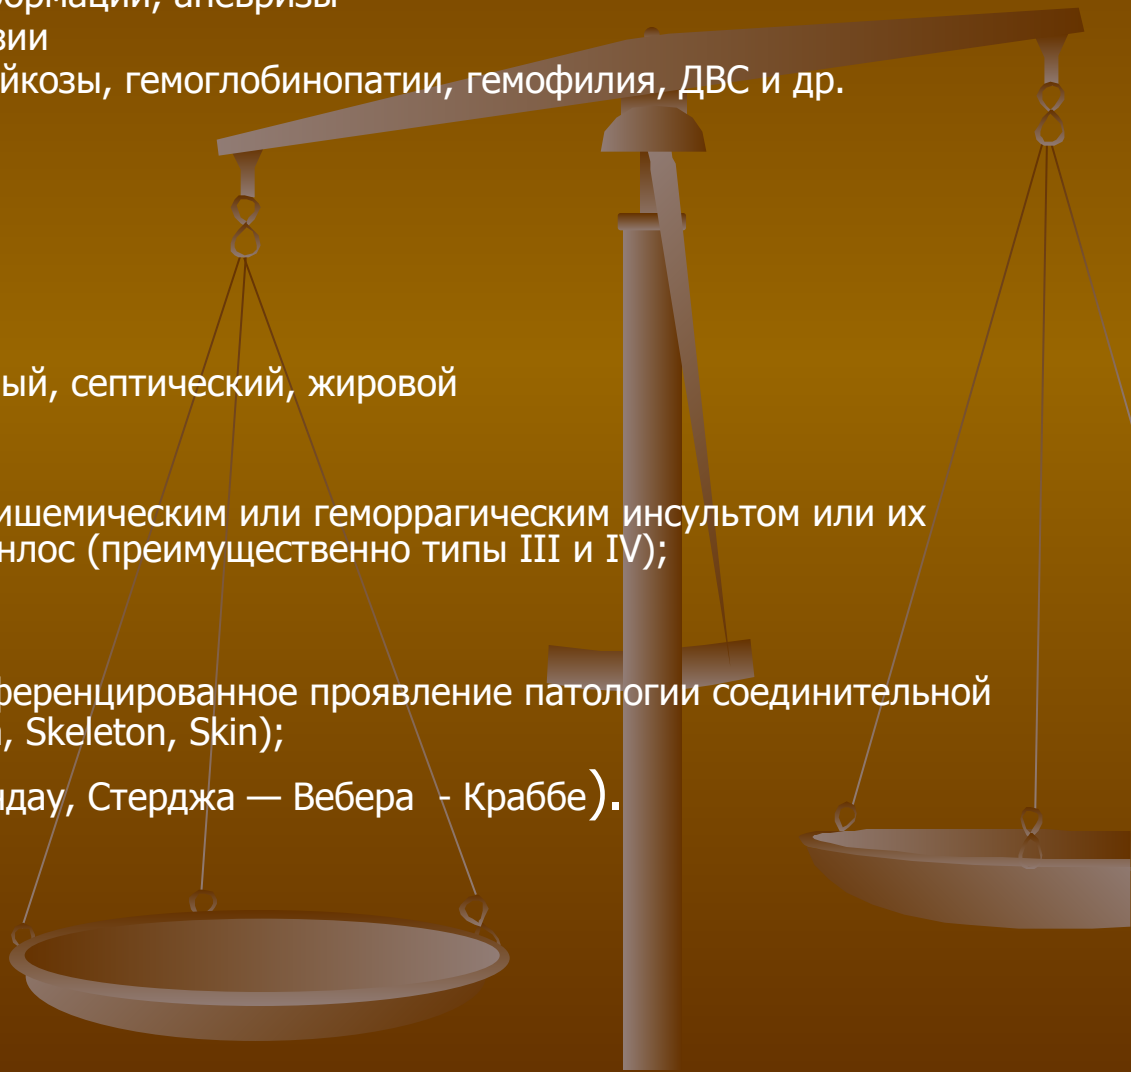 ормации, аневризы
зии
йкозы, гемоглобинопатии, гемофилия, ДВС и др.
ый, септический, жировой
ишемическим или геморрагическим инсультом или их
нлос (преимущественно типы III и IV);
ференцированное проявление патологии соединительной
, Skeleton, Skin);
ндау, Стерджа — Вебера - Краббе).